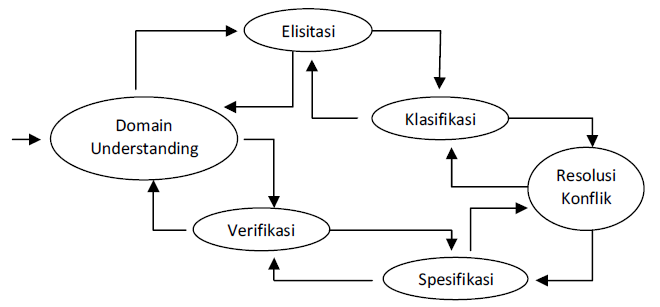 Elisitasi
Klasifikasi
Domain
Understanding
Resolusi
Konflik
Verifikasi
Spesifikasi